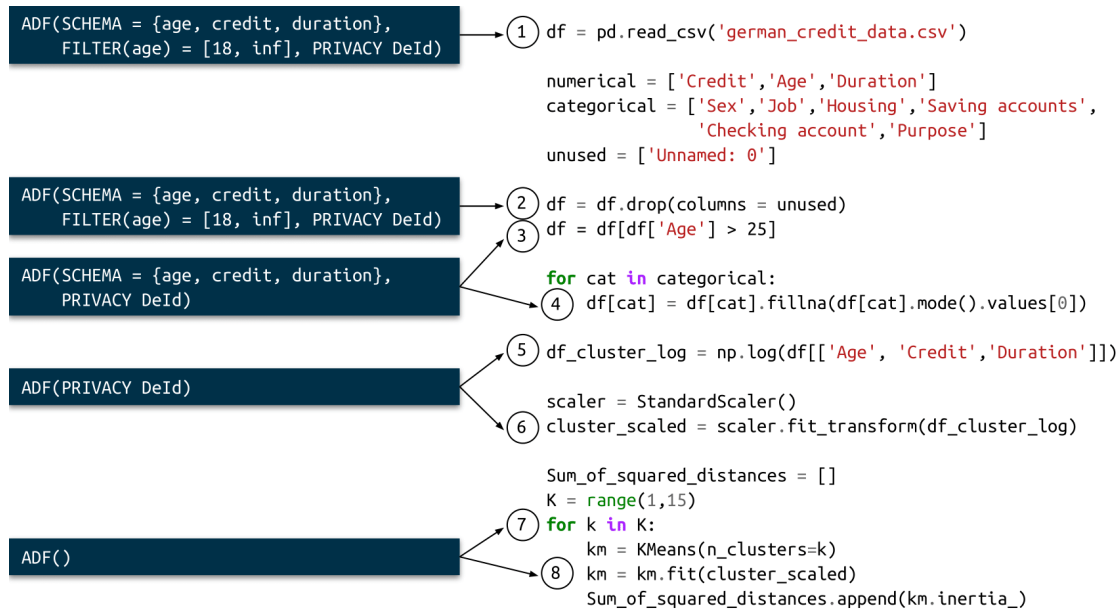 ADF(SCHEMA = {age, credit, duration},
FILTER(age) = [18, inf], PRIVACY DeId)
1 df = pd.read_csv('german_credit_data.csv')
numerical = ['Credit','Age','Duration']
categorical = ['Sex','Job','Housing','Saving accounts',
'Checking account','Purpose']
unused = ['Unnamed: 0']
ADF(SCHEMA = {age, credit, duration},
FILTER(age) = [18, inf], PRIVACY DeId)
2 df = df.drop(columns = unused)
3 df = df[df['Age'] > 25]
ADF(SCHEMA = {age, credit, duration},
PRIVACY DeId)
for cat in categorical:
4 df[cat] = df[cat].fillna(df[cat].mode().values[0])
5 df_cluster_log = np.log(df[['Age', 'Credit','Duration']])
ADF(PRIVACY DeId)
scaler = StandardScaler()
6 cluster_scaled = scaler.fit_transform(df_cluster_log)
Sum_of_squared_distances = []
K = range(1,15)
7 for k in K:
km = KMeans(n_clusters=k)
ADF()
8 km = km.fit(cluster_scaled)
Sum_of_squared_distances.append(km.inertia_)